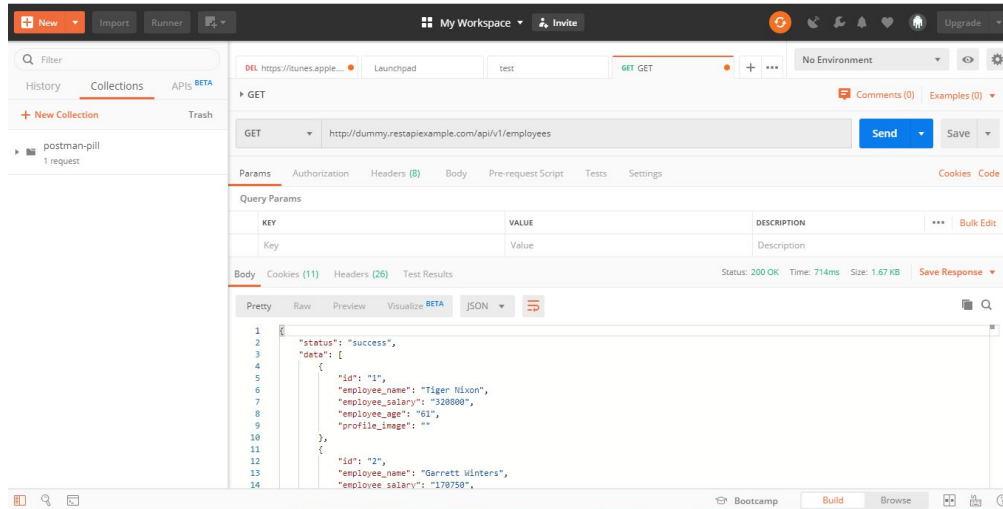 New Import Runner My Workspace Invite Upgrade
Filter
History Collections APIs BETA
+ New Collection Trash
postman-pill
1 request
DEL https://itunes.apple.... Launchpad test GET GET + ••• No Environment
GET Comments (0) Examples (0)
GET http://dummy.restapiexample.com/api/v1/employees Send Save
Params Authorization Headers (8) Body Pre-request Script Tests Settings Cookies Code
Query Params
KEY VALUE DESCRIPTION ••• Bulk Edit
Key Value Description
Body Cookies (11) Headers (26) Test Results Status: 200 OK Time: 714ms Size: 1.67 KB Save Response
Pretty Raw Preview Visualize BETA JSON
1 {
2 "status": "success",
3 "data": [
4 {
5 "id": "1",
6 "employee_name": "Tiger Nixon",
7 "employee_salary": "320800",
8 "employee_age": "61",
9 "profile_image": ""
10 },
11 {
12 "id": "2",
13 "employee_name": "Garrett Winters",
14 "employee_salary": "170750",
Bootcamp Build Browse